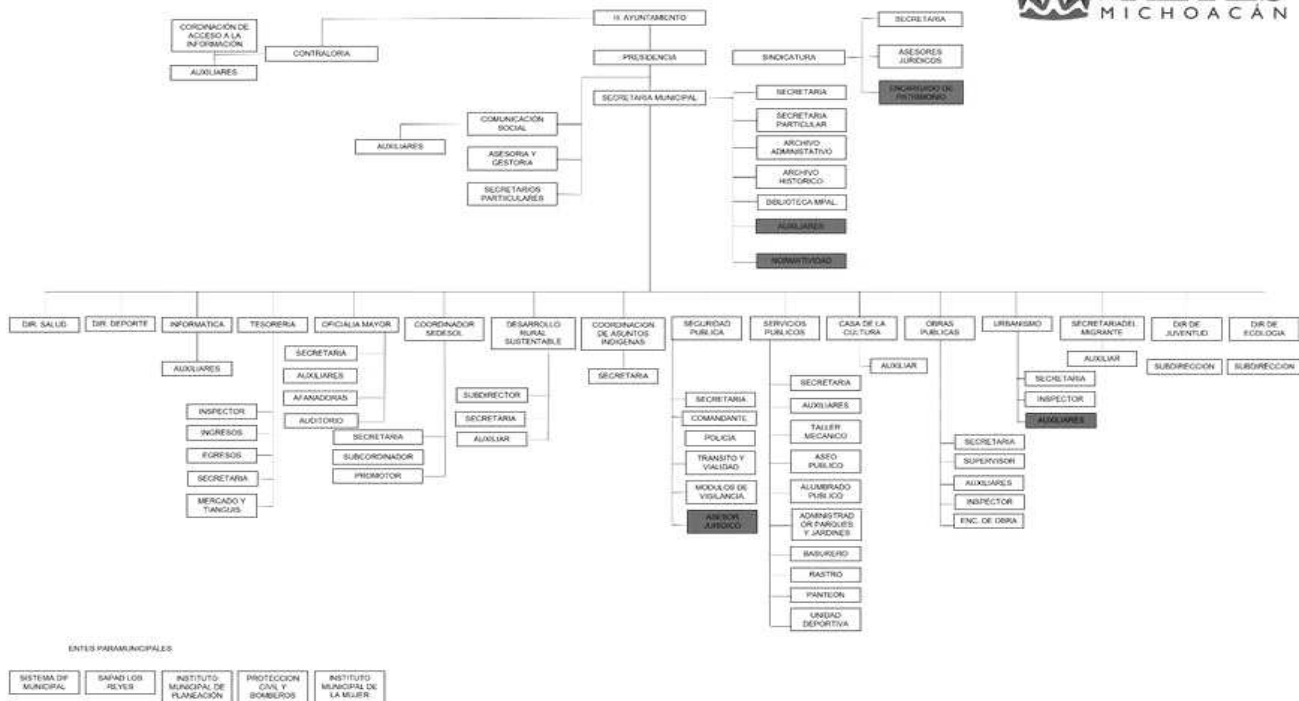 MICHOACÁN
H. AYUNTAMIENTO
SECRETARIA
CORDINACIÓN DE
ACCESO A LA
INFORMACIÓN
CONTRALORIA
AUXILIARES
PRESIDENCIA
SINDICATURA
ASESORES
JURÍDICOS
ENCARGADO DE
PATRIMONIO
SECRETARIA MUNICIPAL
SECRETARIA
SECRETARIA
PARTICULAR
ARCHIVO
ADMINISTATIVO
ARCHIVO
HISTORICO
BIBLIOTECA MPAL.
AUXILIARES
NORMATIVIDAD
COMUNICACIÓN
SOCIAL
AUXILIARES
ASESORIA Y
GESTORIA
SECRETARIOS
PARTICULARES
DIR. SALUD
DIR. DEPORTE
INFORMATICA
AUXILIARES
TESORERIA
INSPECTOR
INGRESOS
EGRESOS
SECRETARIA
MERCADO Y
TIANGUIS
OFICIALIA MAYOR
SECRETARIA
AUXILIARES
AFANADORAS
AUDITORIO
COORDINADOR
SEDESOL
SECRETARIA
SUBCORDINADOR
PROMOTOR
DESARROLLO
RURAL
SUSTENTABLE
SUBDIRECTOR
SECRETARIA
AUXILIAR
COORDINACION
DE ASUNTOS
INDIGENAS
SECRETARIA
SEGURIDAD
PUBLICA
SECRETARIA
COMANDANTE
POLICÍA
TRANSITO Y
VIALIDAD
MODULOS DE
VIGILANCIA
ASESOR
JURIDICO
SERVICIOS
PUBLICOS
SECRETARIA
AUXILIARES
TALLER
MECANICO
ASEO
PUBLICO
ALUMBRADO
PUBLICO
ADMINISTRAD
OR PARQUES
Y JARDINES
BASURERO
RASTRO
PANTEON
UNIDAD
DEPORTIVA
CASA DE LA
CULTURA
AUXILIAR
OBRAS
PUBLICAS
SECRETARIA
SUPERVISOR
AUXILIARES
INSPECTOR
ENC. DE OBRA
URBANISMO
SECRETARIA
INSPECTOR
AUXILIARES
SECRETARIADEL
MIGRANTE
AUXILIAR
DIR DE
JUVENTUD
SUBDIRECCION
DIR DE
ECOLOGIA
SUBDIRECCION
ENTES PARAMUNICIPALES
SISTEMA DIF
MUNICIPAL
SAPAD LOS
REYES
INSTITUTO
MUNICIPAL DE
PLANEACIÓN
PROTECCION
CIVIL Y
BOMBEROS
INSTITUTO
MUNICIPAL DE
LA MUJER